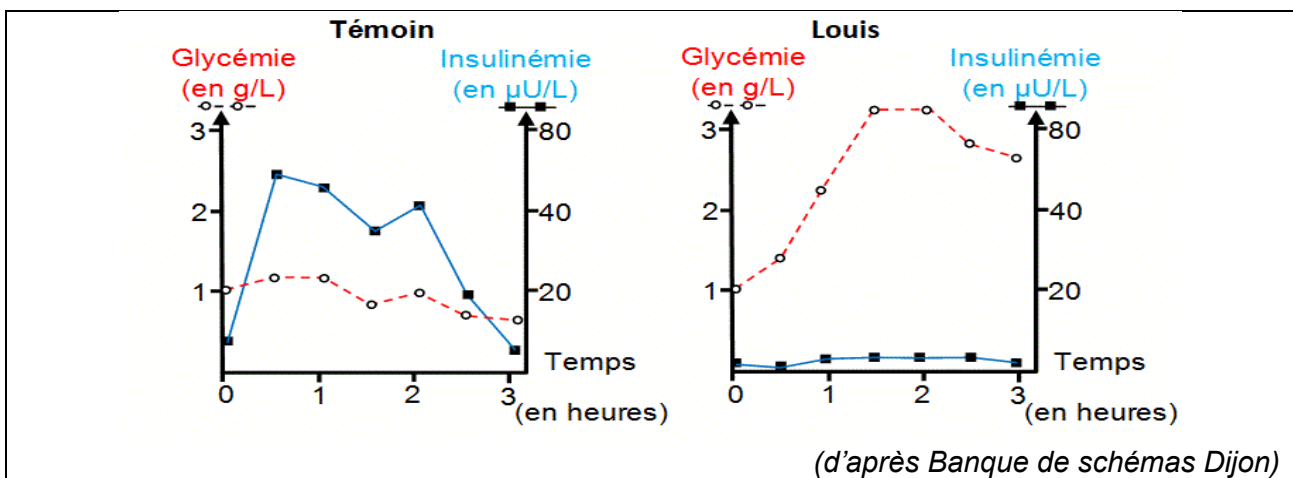 Témoin
Louis
Glycémie
(en g/L)
Insulinémie
(en µU/L)
Glycémie
(en g/L)
Insulinémie
(en µU/L)
3
2
1
80
40
20
0
1
2
3
Temps
(en heures)
3
2
1
80
40
20
0
1
2
3
Temps
(en heures)
(d'après Banque de schémas Dijon)